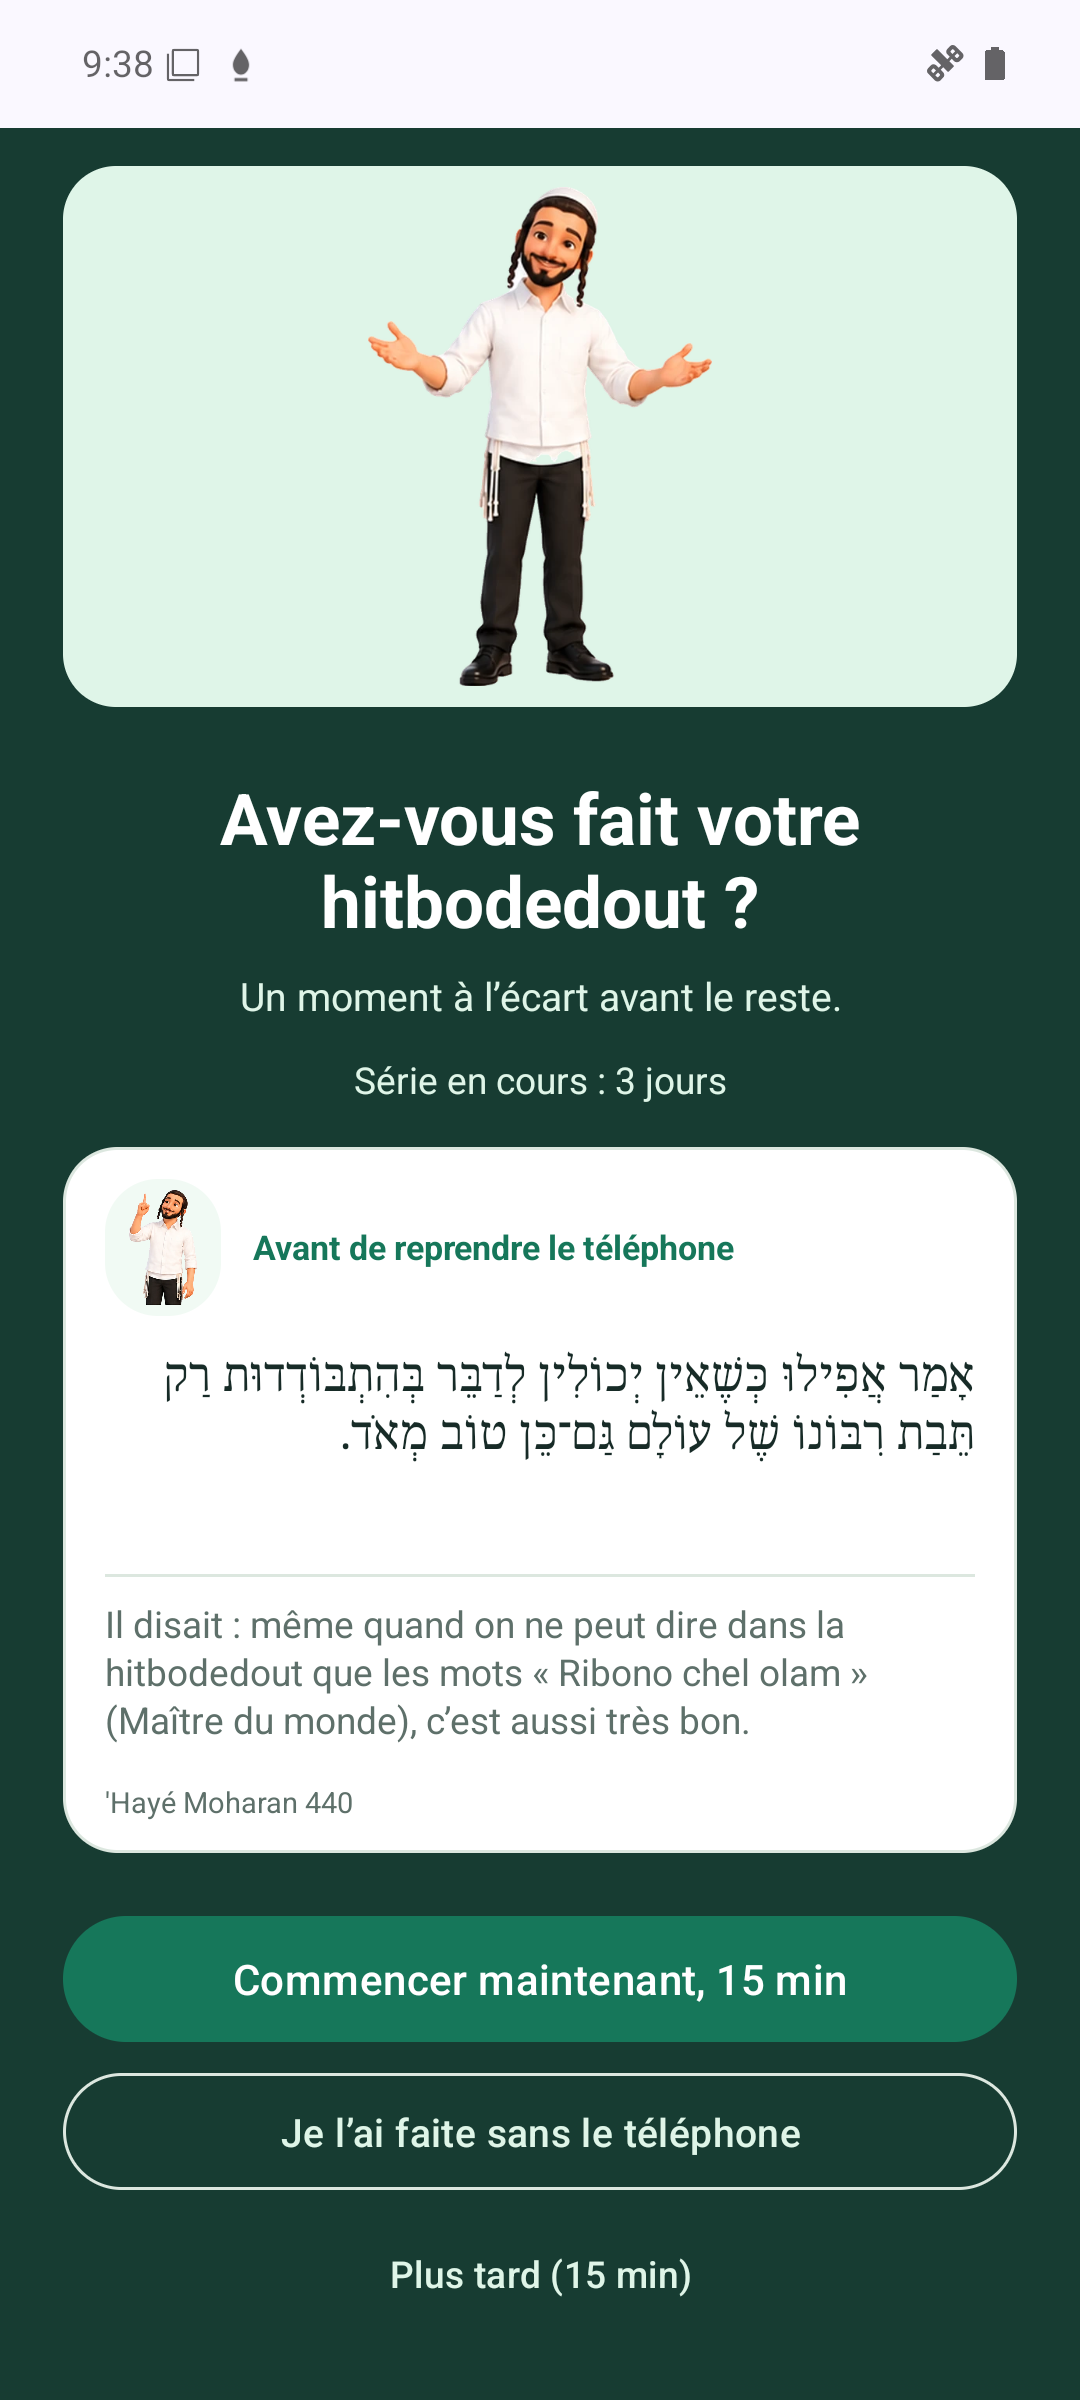 9:38
Avez-vous fait votre
hitbodedout ?
Un moment à l’écart avant le reste.
Série en cours : 3 jours
Avant de reprendre le téléphone
אָמַר אֲפִילוּ כְּשֶׁאֵין יְכוֹלִין לְדַבֵּר בְּהִתְבּוֹדְדוּת רַק
תֵּבַת רִבּוֹנוֹ שֶׁל עוֹלָם גַּם־כֵּן טוֹב מְאֹד.
Il disait : même quand on ne peut dire dans la
hitbodedout que les mots « Ribono chel olam »
(Maître du monde), c’est aussi très bon.
'Hayé Moharan 440
Commencer maintenant, 15 min
Je l’ai faite sans le téléphone
Plus tard (15 min)